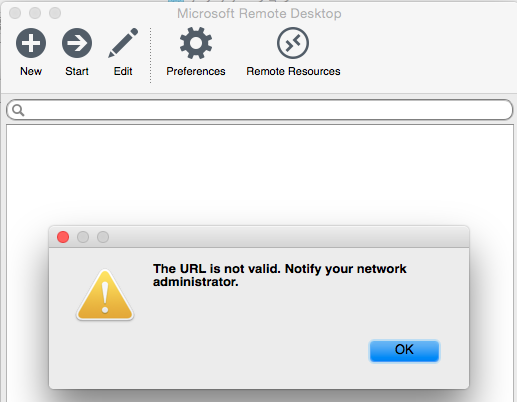 Microsoft Remote Desktop
New Start Edit Preferences Remote Resources
The URL is not valid. Notify your network
administrator.
OK